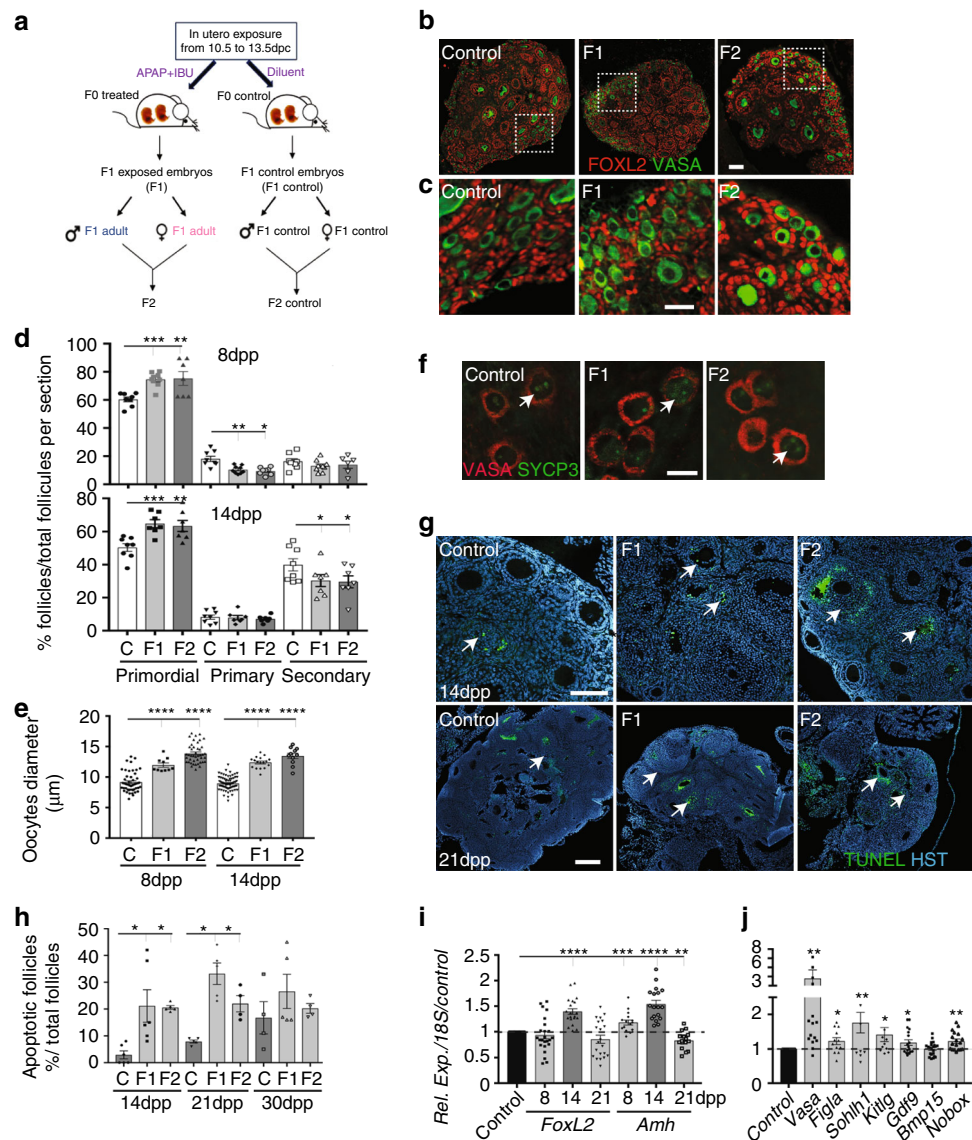 a
In utero exposure
from 10.5 to 13.5dpc
APAP+IBU
Diluent
F0 treated
F0 control
F1 exposed embryos
(F1)
F1 control embryos
(F1 control)
♂ F1 adult
♀ F1 adult
♂ F1 control
♀ F1 control
F2
F2 control
b
Control
F1
F2
FOXL2 VASA
c
Control
F1
F2
d
% follicles/total follicules per section
8dpp
100
80
60
40
20
0
*** **
** *
14dpp
80
60
40
20
0
*** **
* *
C F1 F2 C F1 F2 C F1 F2
Primordial Primary Secondary
e
Oocytes diameter
(μm)
20
15
10
5
0
**** **** **** ****
C F1 F2 C F1 F2
8dpp 14dpp
f
Control
F1
F2
VASA SYCP3
g
Control
F1
F2
14dpp
Control
F1
F2
21dpp
TUNEL HST
h
Apoptotic follicles
%/ total follicles
50
40
30
20
10
0
* * * *
C F1 F2 C F1 F2 C F1 F2
14dpp 21dpp 30dpp
i
Rel. Exp./18S/control
2.5
2.0
1.5
1
0.5
0
**** *** **** **
Control 8 14 21 8 14 21 dpp
FoxL2 Amh
j
8
6
3
2
1
0
** * ** * * **
Control Vasa Figla Sohlh1 Kitlg Gdf9 Bmp15 Nobox